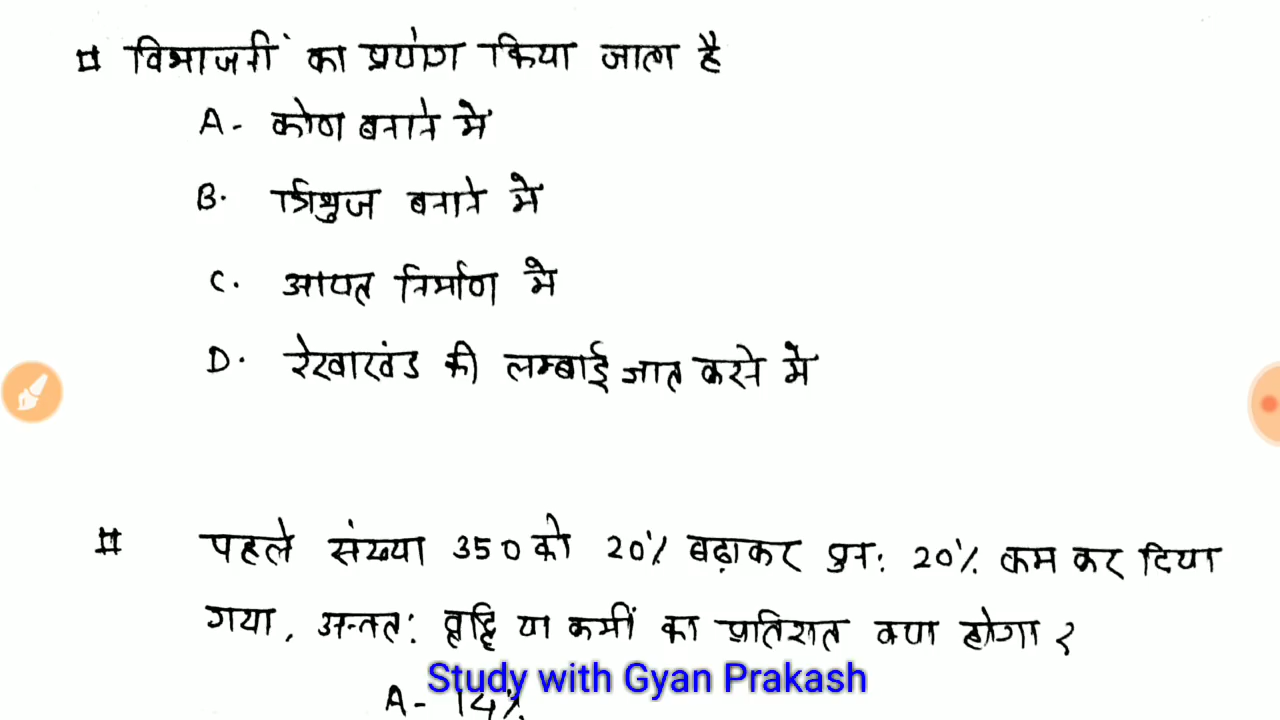 # विभाजनीं का प्रयोग किया जाता है
A- कोण बनाने में
B. त्रिभुज बनाने में
C. आयत निर्माण में
D. रेखाखंड की लम्बाई ज्ञात करने में
# पहले संख्या 350 को 20% बढ़ाकर पुन: 20% कम कर दिया
गया, अन्तत: वृद्धि या कमीं का प्रतिशत क्या होगा?
Study with Gyan Prakash
A- 14%